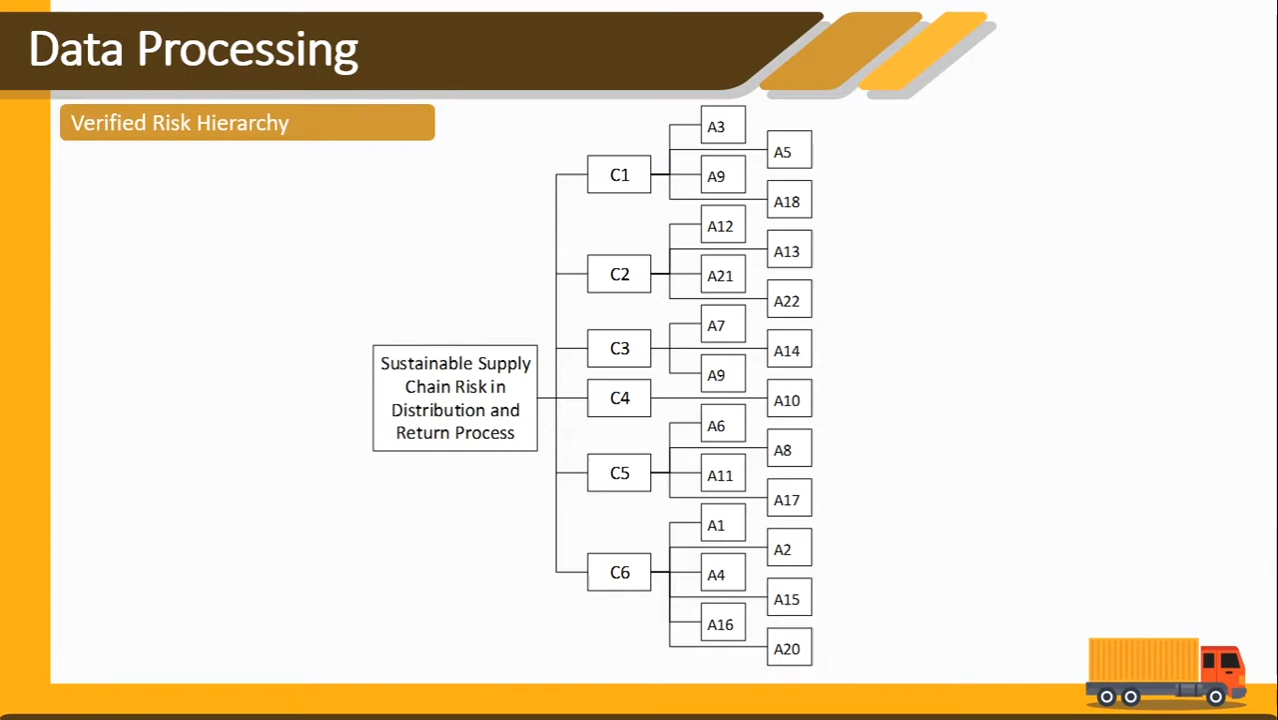 Data Processing
Verified Risk Hierarchy
Sustainable Supply
Chain Risk in
Distribution and
Return Process
C1
A3
A5
A9
A18
C2
A12
A13
A21
A22
C3
A7
A14
A9
C4
A10
C5
A6
A8
A11
A17
C6
A1
A2
A4
A15
A16
A20